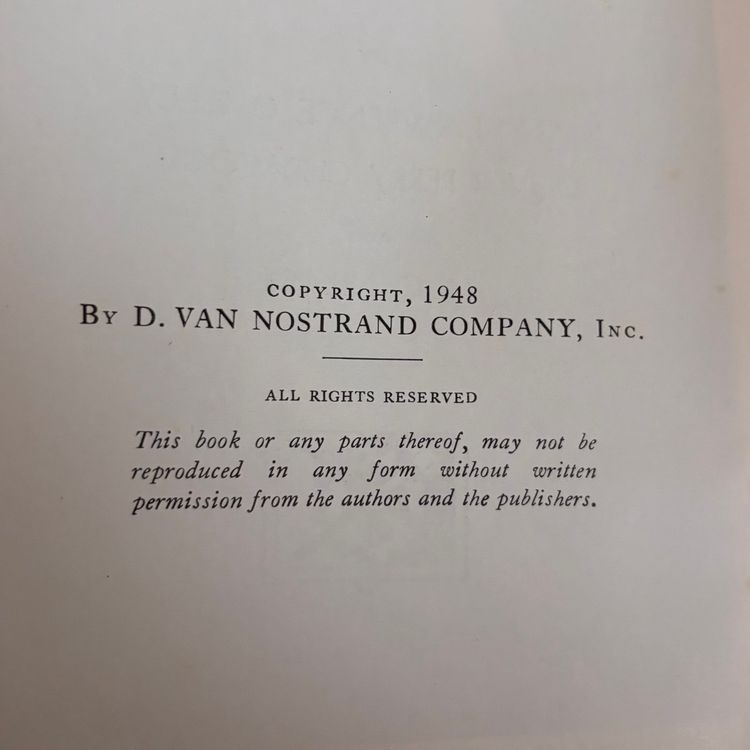 COPYRIGHT, 1948
BY D. VAN NOSTRAND COMPANY, INC.
ALL RIGHTS RESERVED
This book or any parts thereof, may not be
reproduced in any form without written
permission from the authors and the publishers.